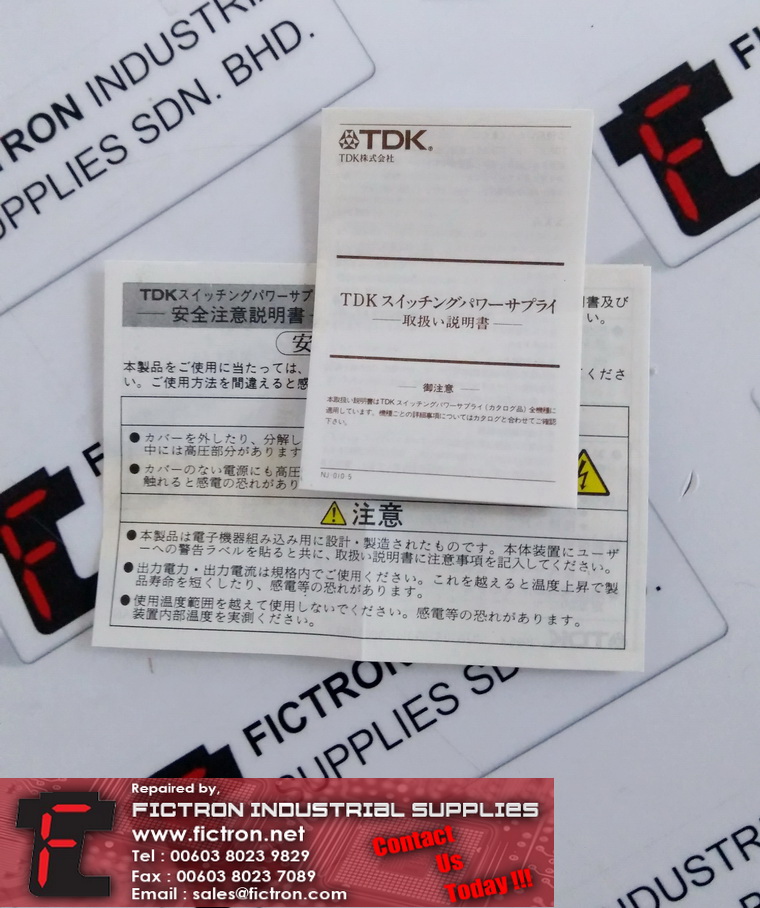 TRON INDUSTRI
UPPLIES SDN. BHD.
TDK®
TDK株式会社
TDK スイッチングパワーサプライ
取扱い説明書
御注意
本取扱い説明書はTDK スイッチングパワーサプライ(カタログ品)全機種に
適用しています。機種ごとの詳細事項についてはカタログと合わせてご確認
下さい。
NJ-010-5
TDKスイッチングパワーサプ
安全注意説明書
明書及び
い。
安
本製品をご使用に当たっては、
てくださ
い。ご使用方法を間違えると感
● カバーを外したり、分解し
中には高圧部分があります
● カバーのない電源にも高圧
触れると感電の恐れがあり
注意
● 本製品は電子機器組み込み用に設計・製造されたものです。本体装置にユーザ
ーへの警告ラベルを貼ると共に、取扱い説明書に注意事項を記入してください。
● 出力電力・出力電流は規格内でご使用ください。これを越えると温度上昇で製
品寿命を短くしたり、感電等の恐れがあります。
● 使用温度範囲を越えて使用しないでください。感電等の恐れがあります。
装置内部温度を実測ください。
FICTRON
SUPPLIES SD
DUSTR
Repaired by,
FICTRON INDUSTRIAL SUPPLIES
www.fictron.net
Tel : 00603 8023 9829
Fax : 00603 8023 7089
Email : sales@fictron.com
Contact
Us
Today !!!